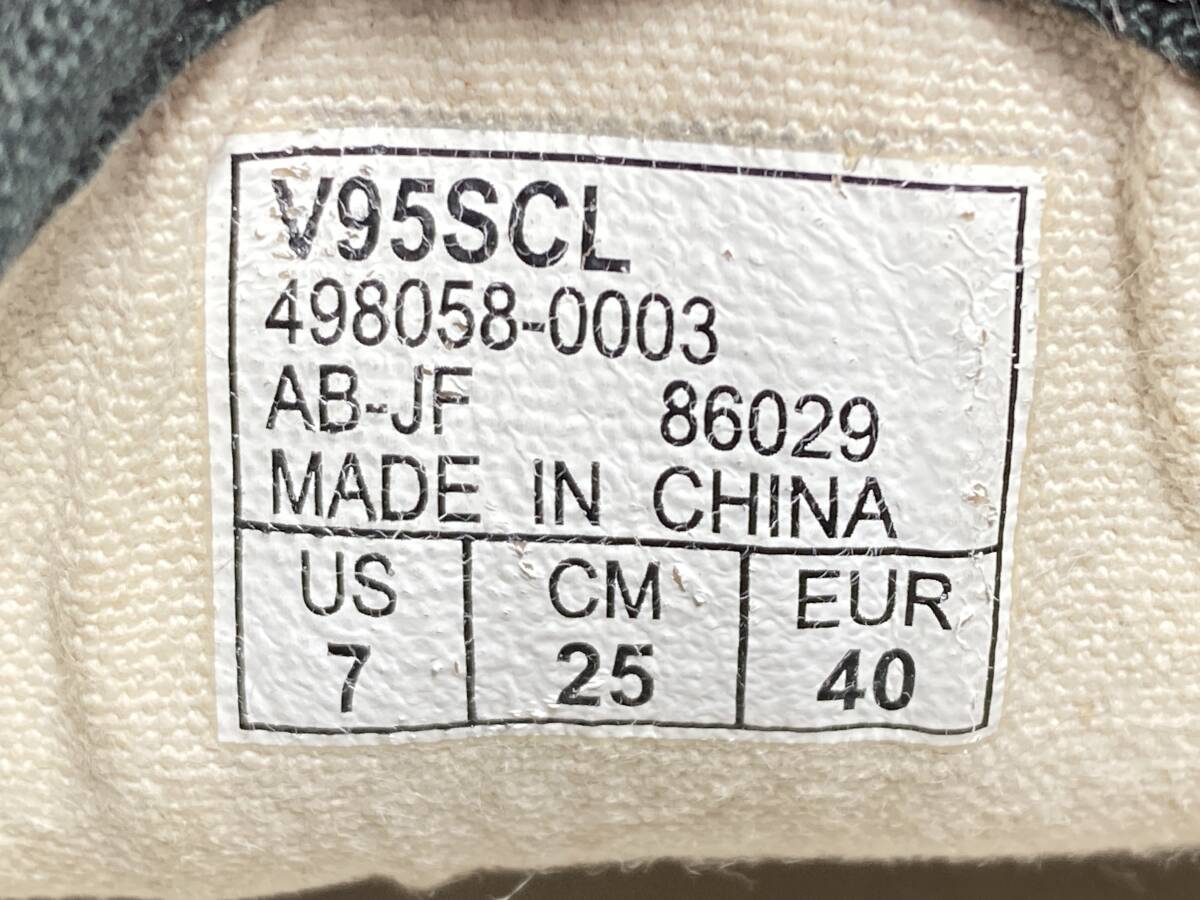 V95SCL
498058-0003
AB-JF 86029
MADE IN CHINA
US CM EUR
7 25 40